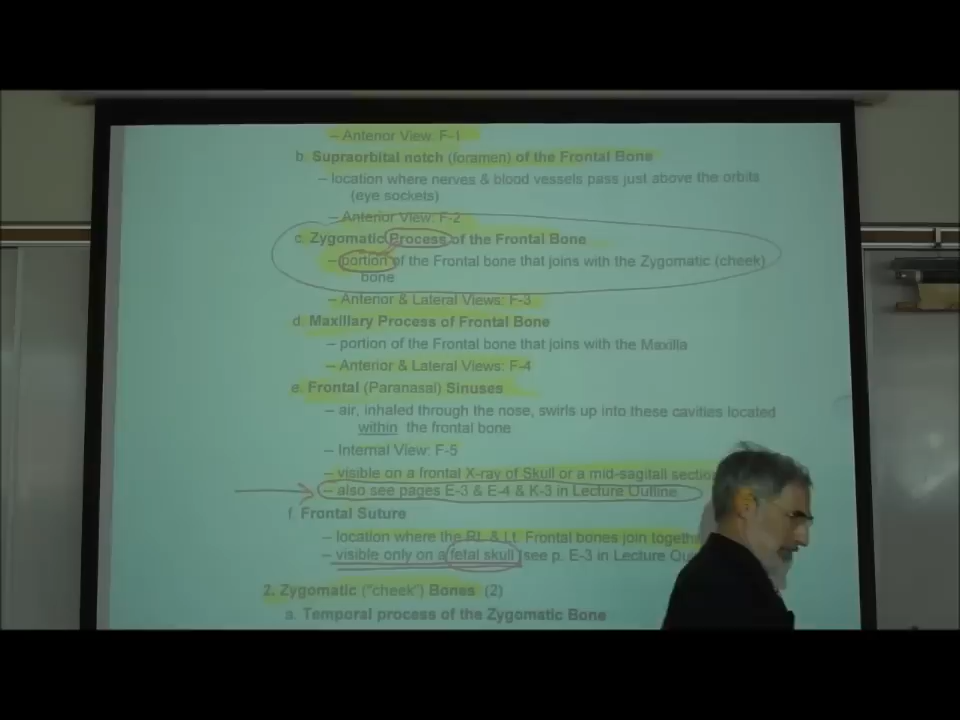 – Anterior View: F-1
b. Supraorbital notch (foramen) of the Frontal Bone
– location where nerves & blood vessels pass just above the orbits
(eye sockets)
– Anterior View: F-2
c. Zygomatic Process of the Frontal Bone
– portion of the Frontal bone that joins with the Zygomatic (cheek)
bone
– Anterior & Lateral Views: F-3
d. Maxillary Process of Frontal Bone
– portion of the Frontal bone that joins with the Maxilla
– Anterior & Lateral Views: F-4
e. Frontal (Paranasal) Sinuses
– air, inhaled through the nose, swirls up into these cavities located
within the frontal bone
– Internal View: F-5
– visible on a frontal X-ray of Skull or a mid-sagitall
– also see pages E-3 & E-4 & K-3 in Lecture Outline
f. Frontal Suture
– location where the Rt. & Lt. Frontal bones join
– visible only on a fetal skull (see p. E-3 in Lecture
2. Zygomatic ("cheek") Bones (2)
a. Temporal process of the Zygomatic Bone